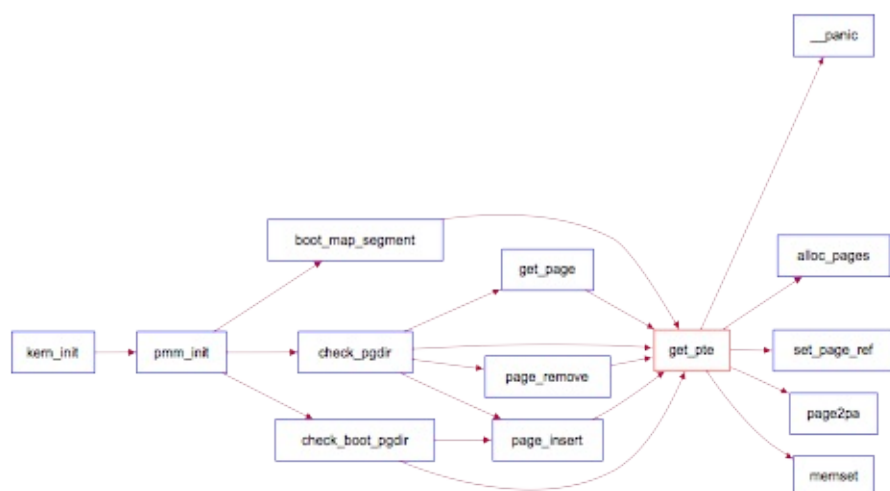 __panic
boot_map_segment
alloc_pages
get_page
kern_init
pmm_init
check_pgdir
get_pte
set_page_ref
page_remove
page2pa
check_boot_pgdir
page_insert
memset